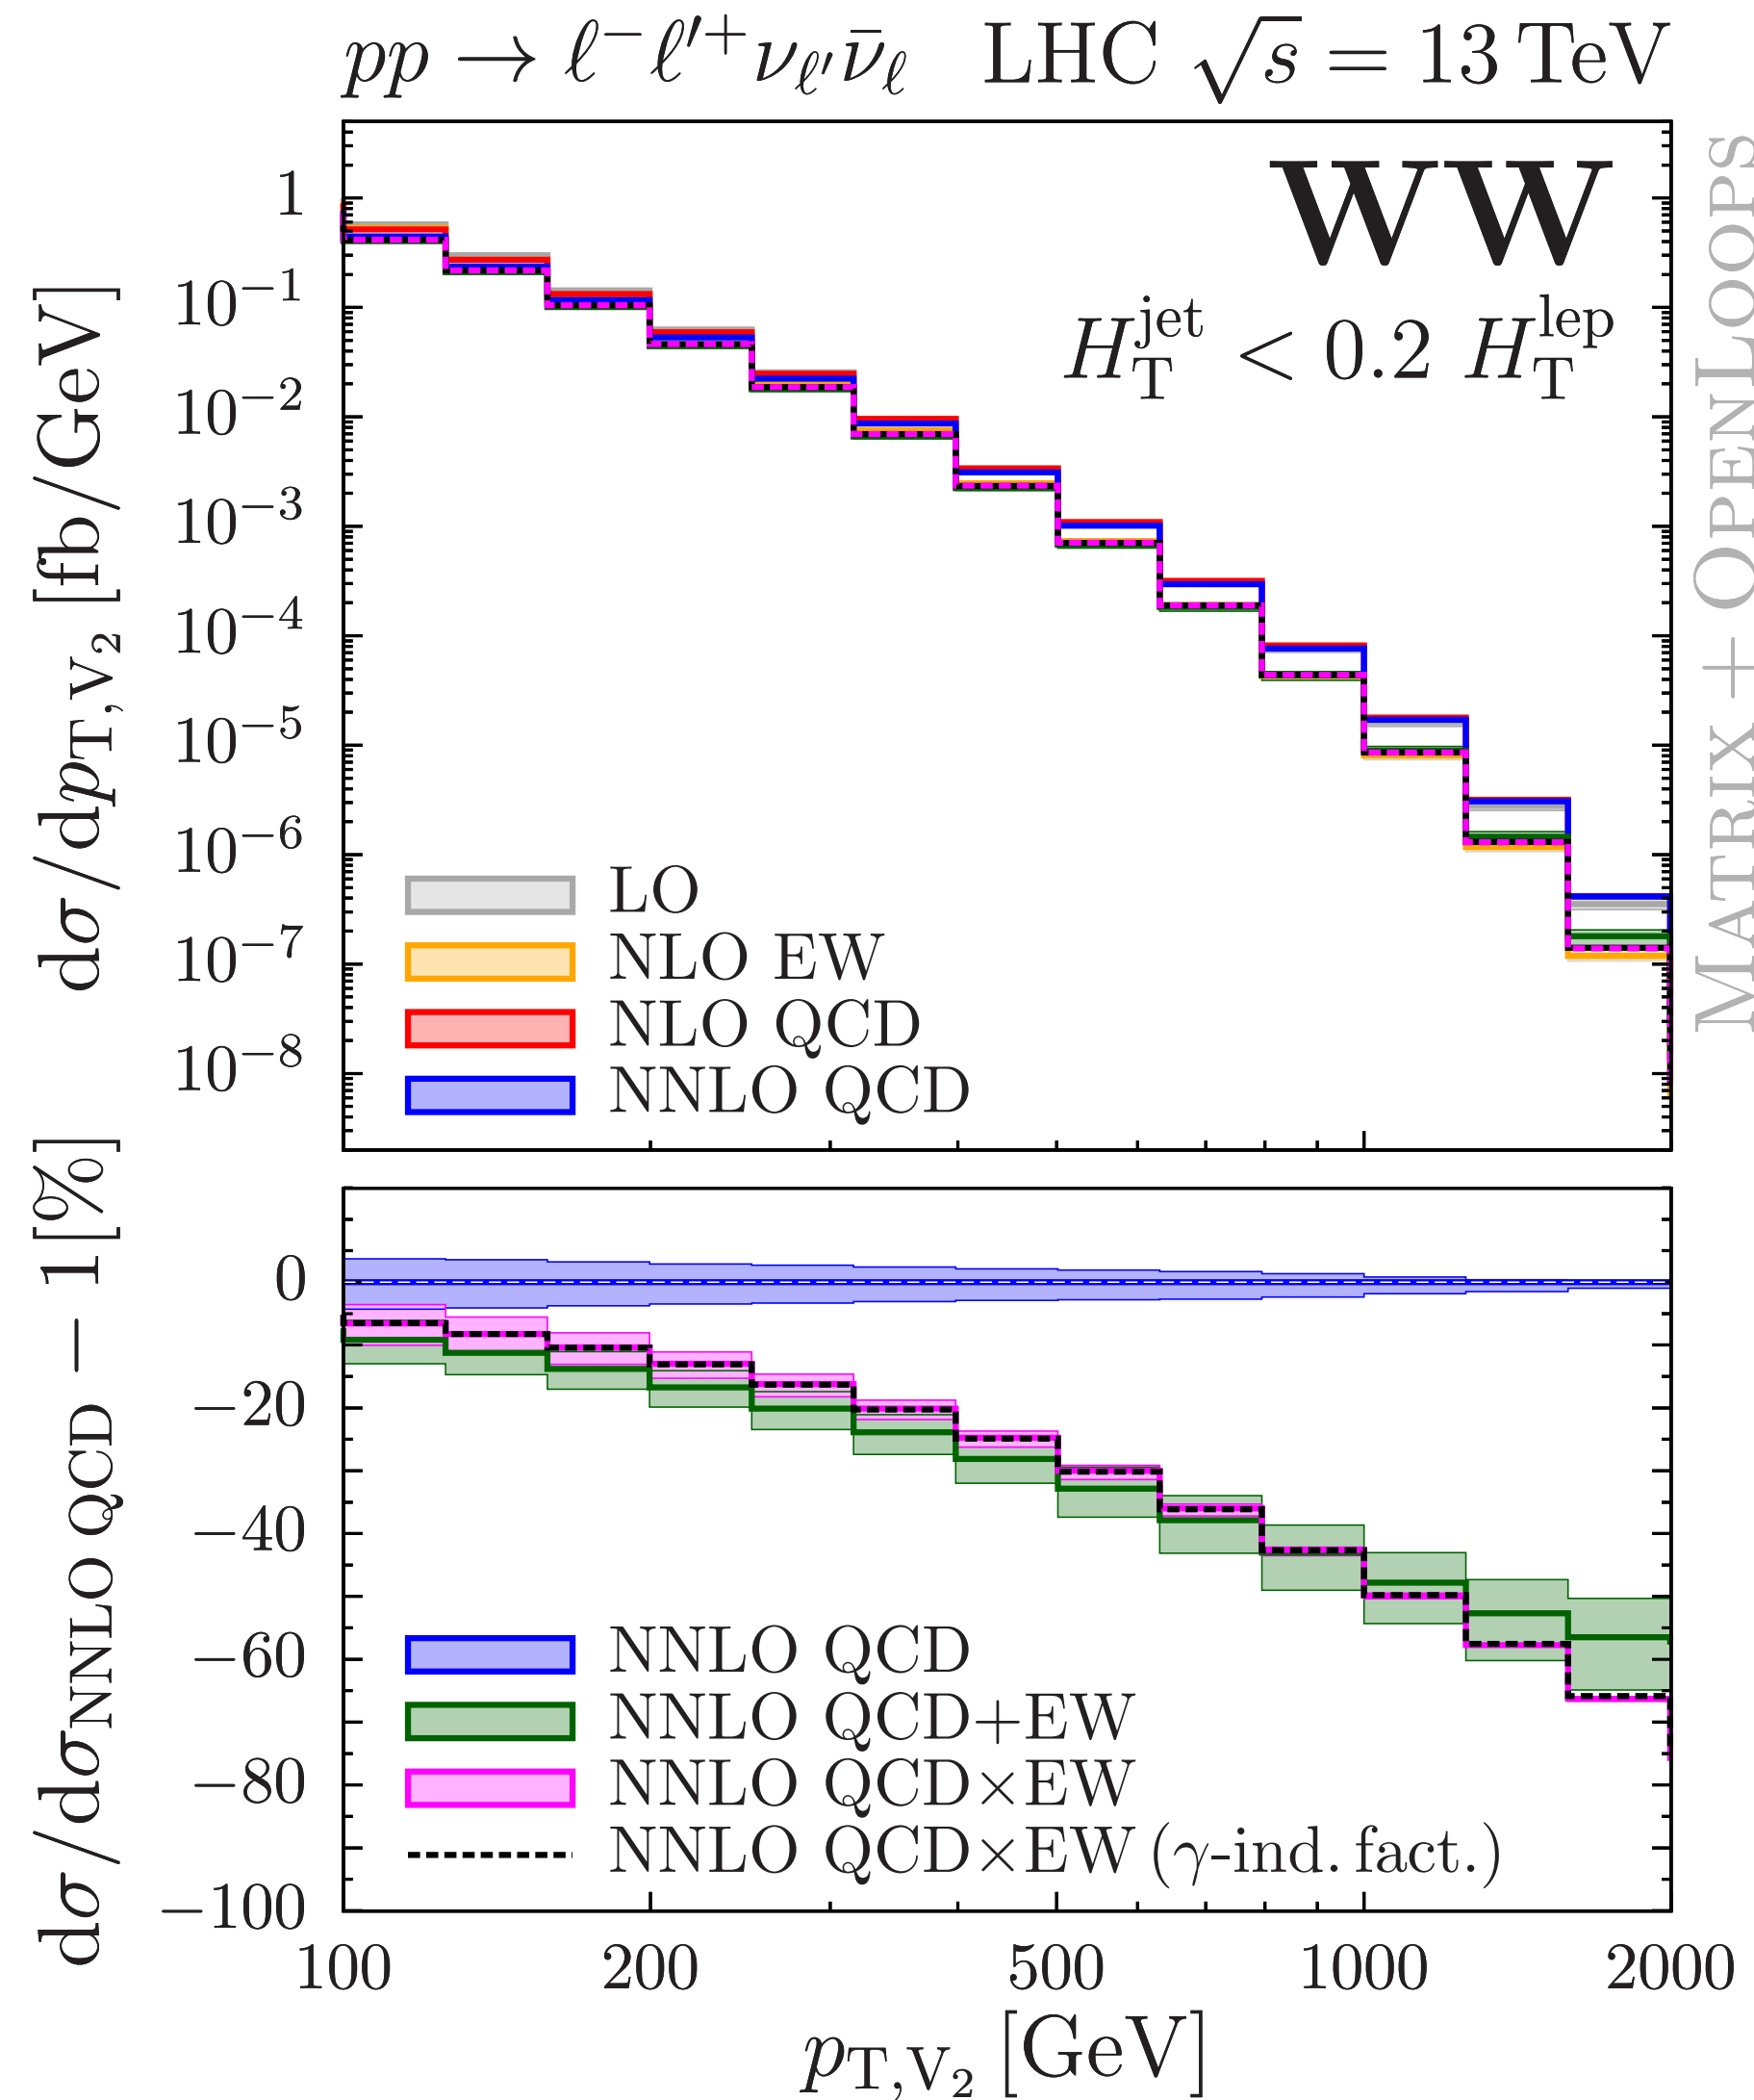 pp → ℓ⁻ℓ′⁺ν_ℓ′ν̄_ℓ LHC √s = 13 TeV
WW
H_T^jet < 0.2 H_T^lep
MATRIX + OPENLOOPS
dσ/dp_T,V₂ [fb/GeV]
1
10⁻¹
10⁻²
10⁻³
10⁻⁴
10⁻⁵
10⁻⁶
10⁻⁷
10⁻⁸
LO
NLO EW
NLO QCD
NNLO QCD
dσ/dσ_NNLO QCD − 1 [%]
0
−20
−40
−60
−80
−100
NNLO QCD
NNLO QCD+EW
NNLO QCD×EW
NNLO QCD×EW (γ-ind. fact.)
100 200 500 1000 2000
p_T,V₂ [GeV]